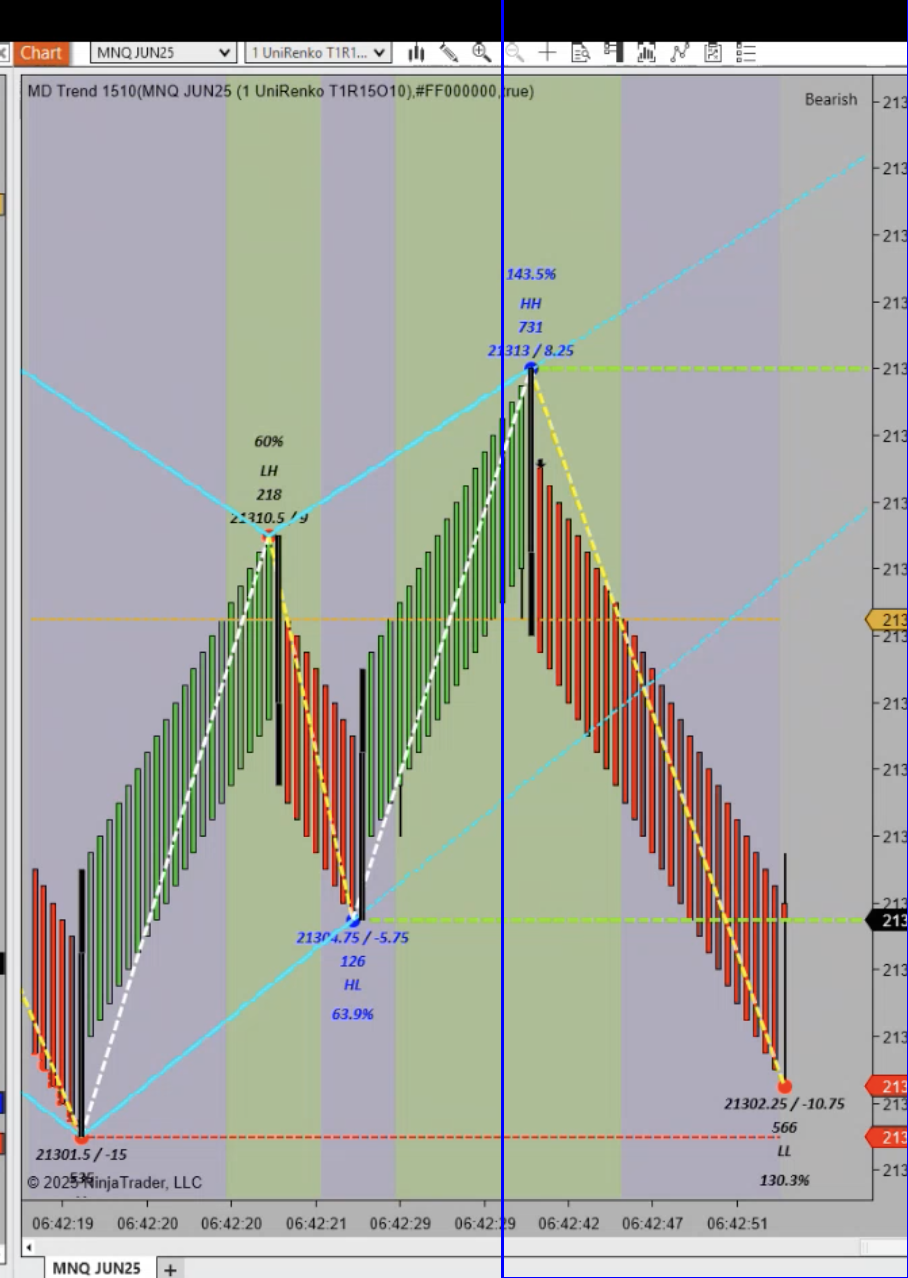 Chart
MNQ JUN25
1 UniRenko T1R1...
MD Trend 1510(MNQ JUN25 (1 UniRenko T1R15O10),#FF000000,true)
Bearish
213
213
213
213
143.5%
HH
731
21313 / 8.25
213
213
60%
LH
218
21310.5 / 9
213
213
213
213
213
213
213
213
213
213
21304.75 / -5.75
126
HL
63.9%
213
213
213
213
21302.25 / -10.75
566
LL
130.3%
213
21301.5 / -15
535
213
© 2025 NinjaTrader, LLC
06:42:19 06:42:20 06:42:20 06:42:21 06:42:29 06:42:29 06:42:42 06:42:47 06:42:51
MNQ JUN25 +